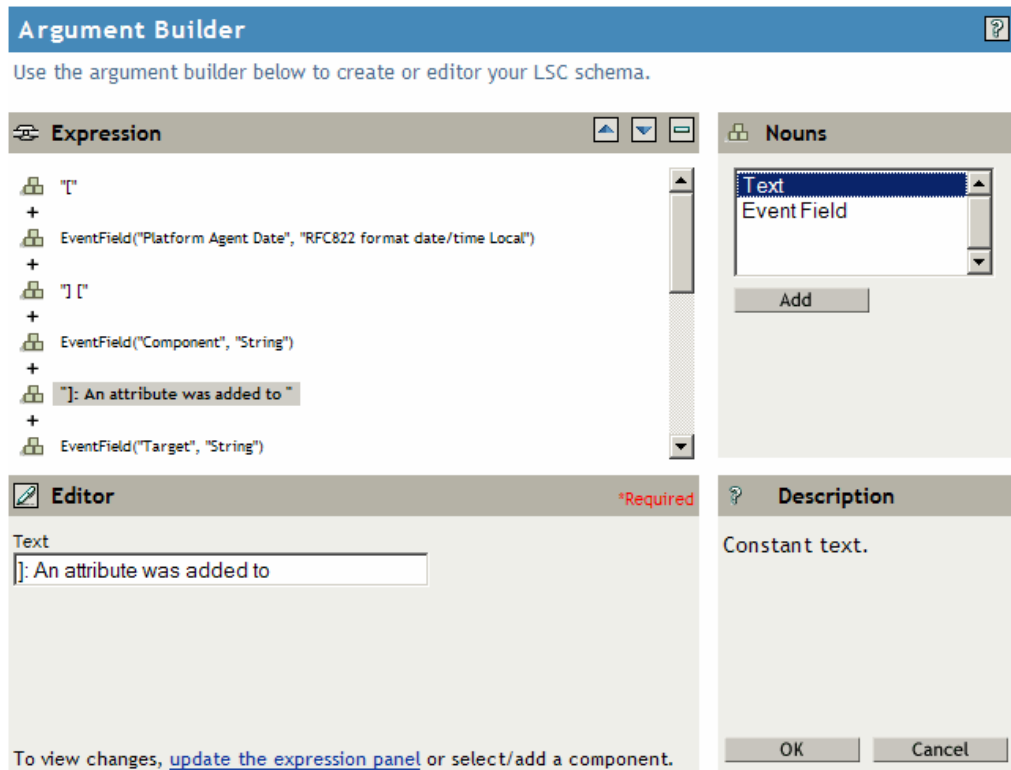 Argument Builder
Use the argument builder below to create or editor your LSC schema.
Expression
"["
+
EventField("Platform Agent Date", "RFC822 format date/time Local")
+
"] ["
+
EventField("Component", "String")
+
"]: An attribute was added to "
+
EventField("Target", "String")
Nouns
Text
Event Field
Add
Editor
*Required
Text
]: An attribute was added to
To view changes, update the expression panel or select/add a component.
? Description
Constant text.
OK
Cancel